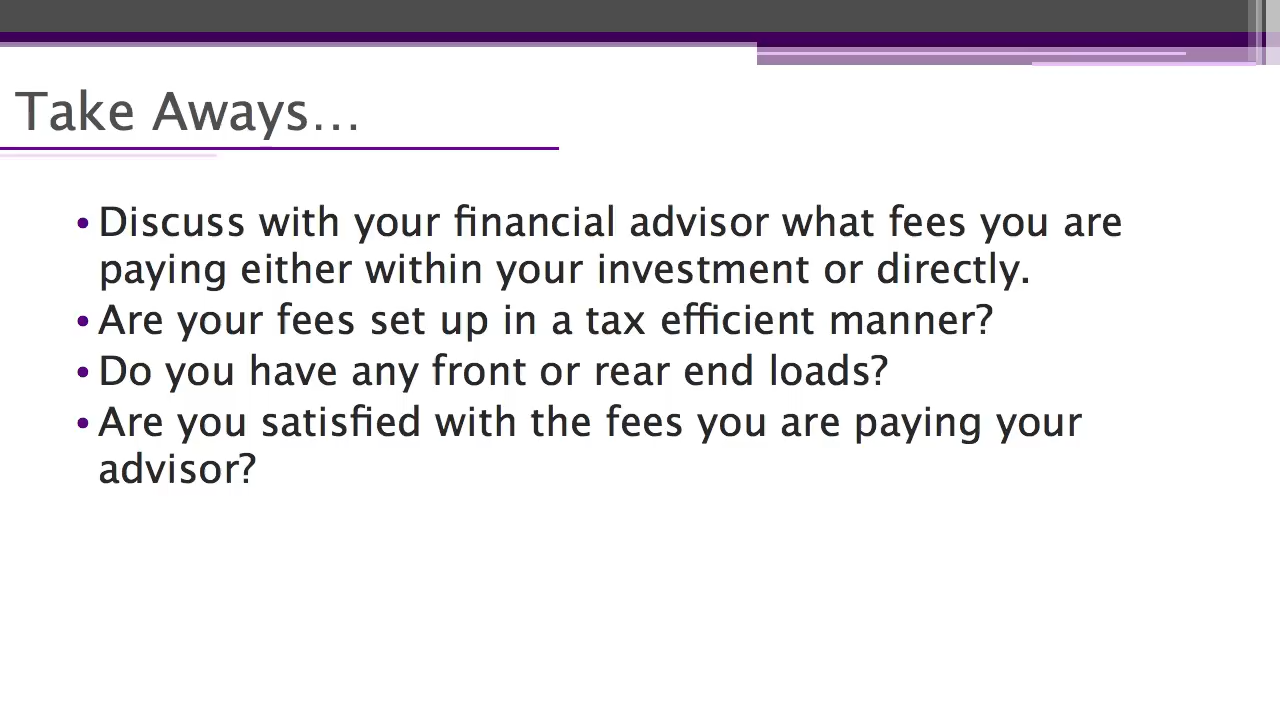 Take Aways...
• Discuss with your financial advisor what fees you are
paying either within your investment or directly.
• Are your fees set up in a tax efficient manner?
• Do you have any front or rear end loads?
• Are you satisfied with the fees you are paying your
advisor?